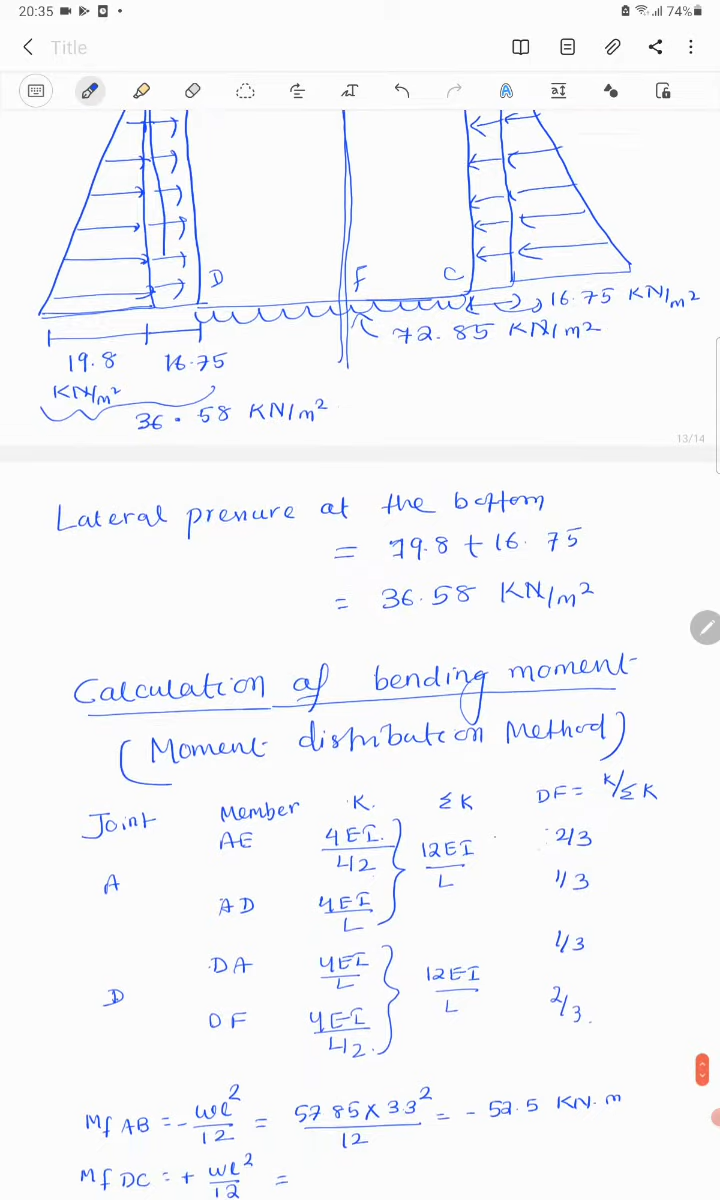 20:35 74%
Title
D F C
16.75 KN/m²
72.85 KN/m²
19.8 16.75
KN/m²
36.58 KN/m²
13/14
Lateral prenure at the bottom
= 19.8 + 16.75
= 36.58 KN/m²
Calculation of bending moment
(Moment distribution Method)
Joint Member K. ΣK DF = K/ΣK
AE 4EI/L/2 12EI/L 2/3
A
AD 4EI/L 1/3
DA 4EI/L 12EI/L 1/3
D
DF 4EI/L/2 2/3.
Mf AB = - wl²/12 = 57.85 x 3.3²/12 = - 52.5 KN.m
Mf DC = + wl²/12 =